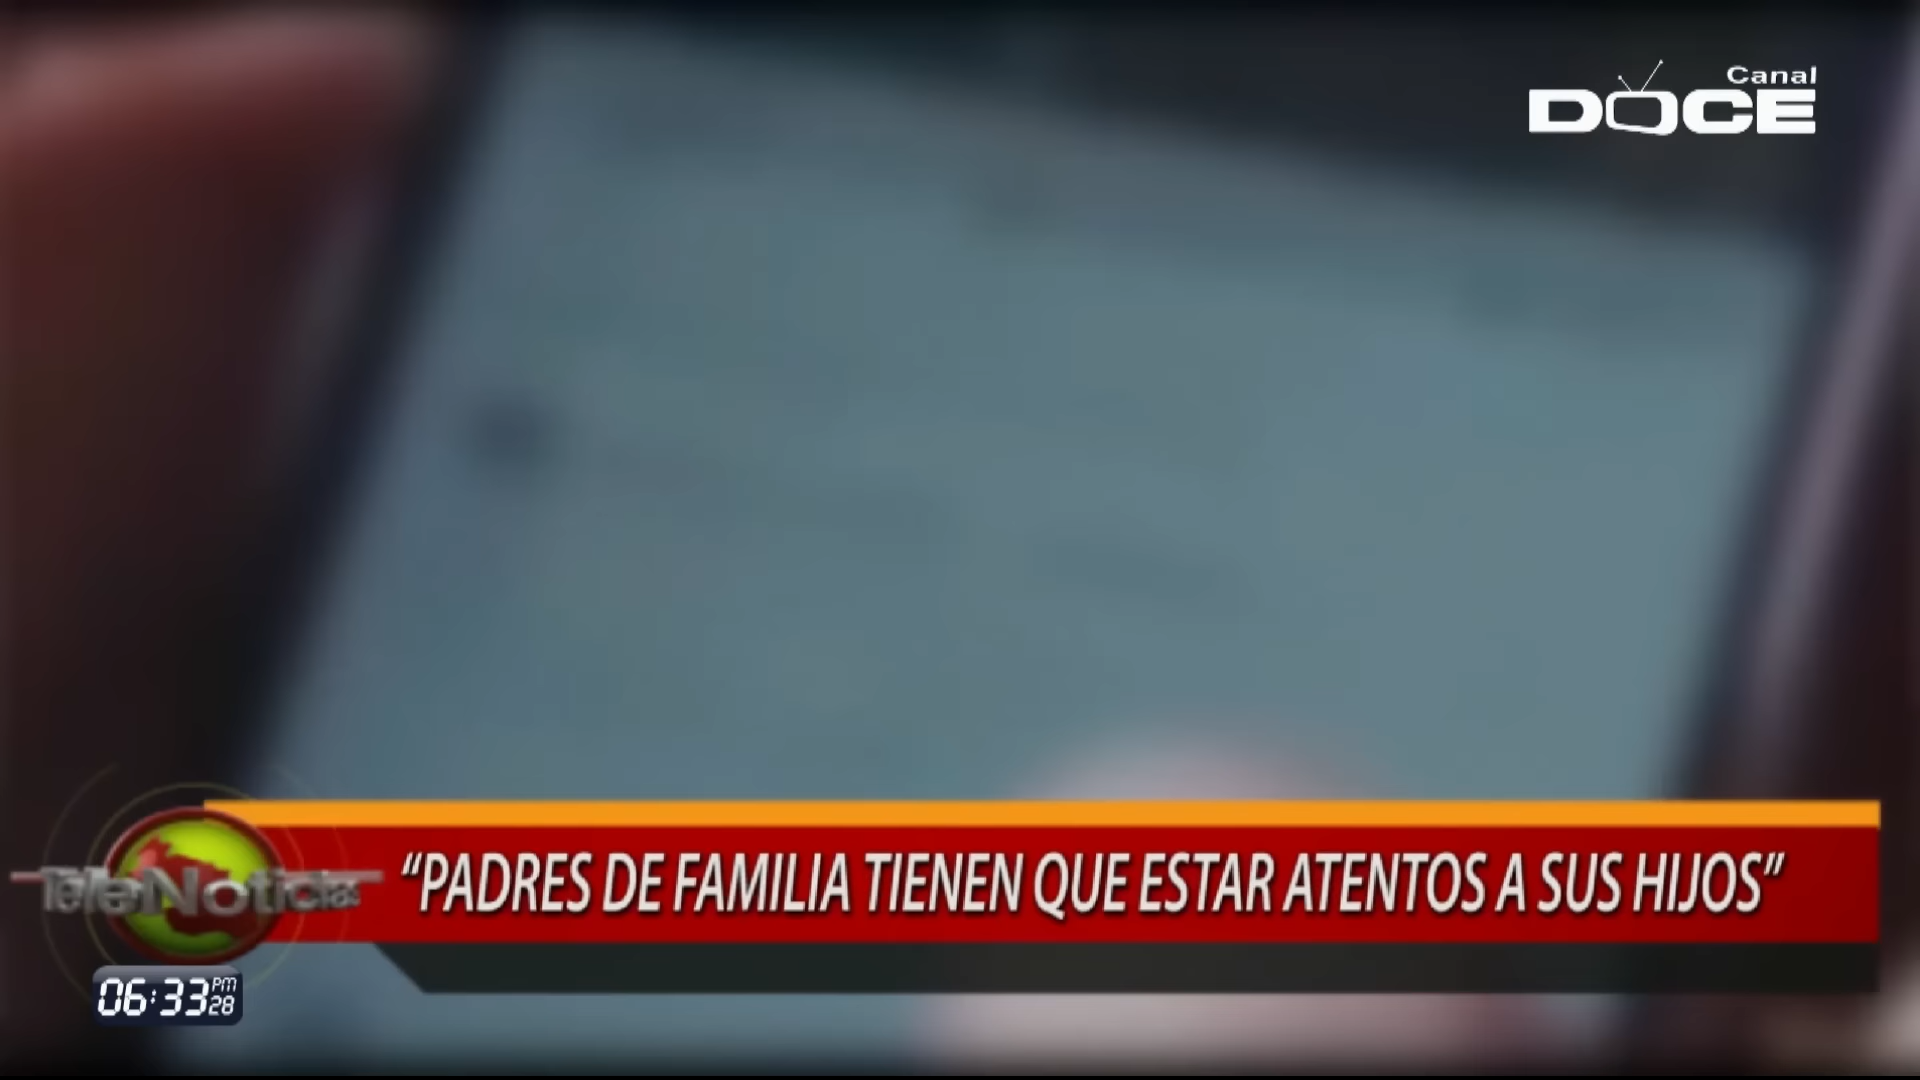 Canal
DOCE
"PADRES DE FAMILIA TIENEN QUE ESTAR ATENTOS A SUS HIJOS"
TeleNoticias
06:33 PM 28